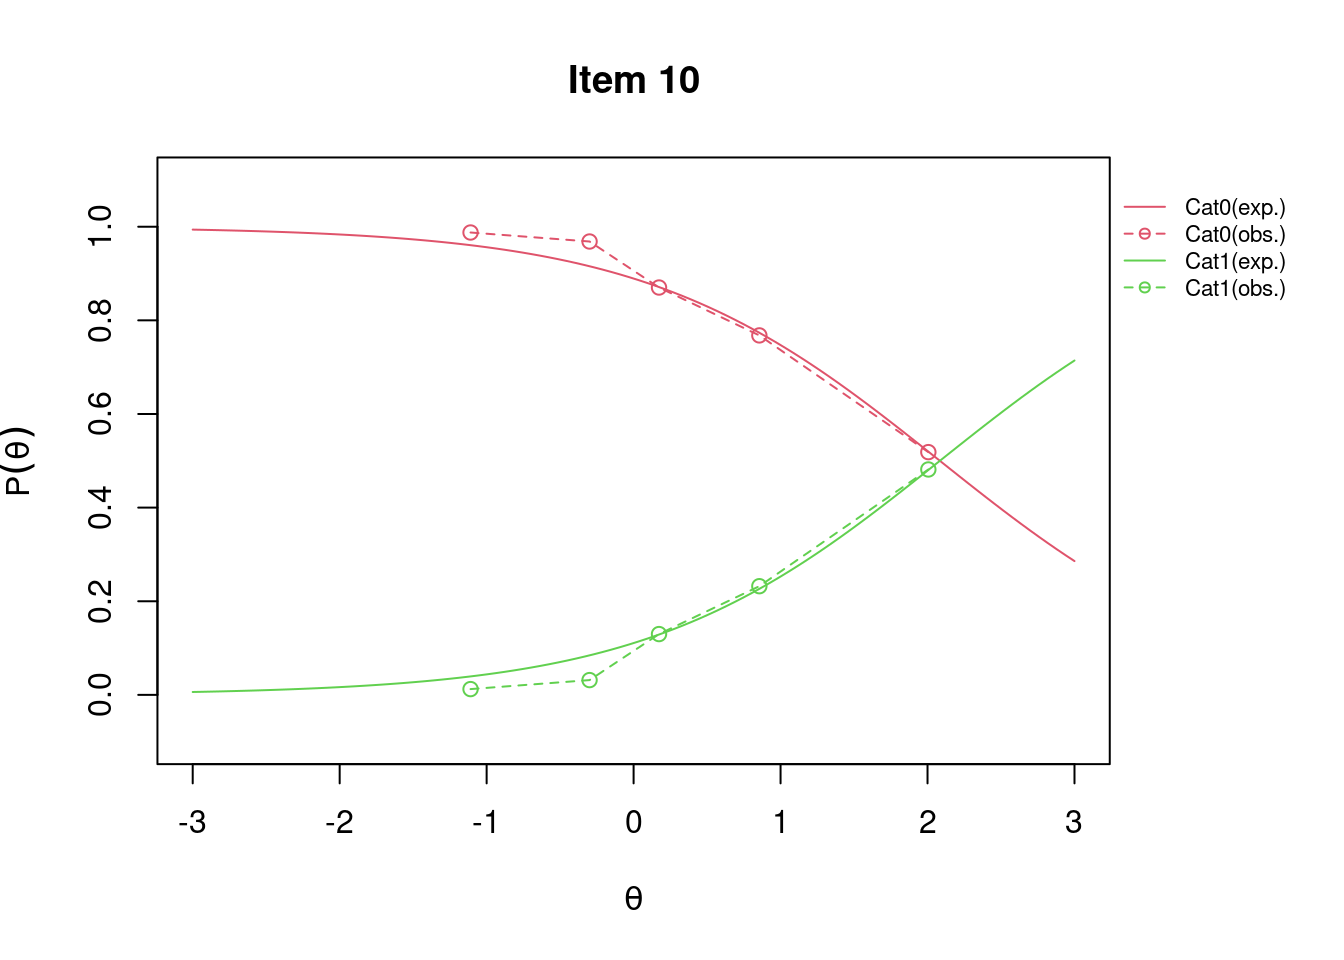 Item 10
P(θ)
1.0
0.8
0.6
0.4
0.2
0.0
-3 -2 -1 0 1 2 3
θ
Cat0(exp.)
Cat0(obs.)
Cat1(exp.)
Cat1(obs.)